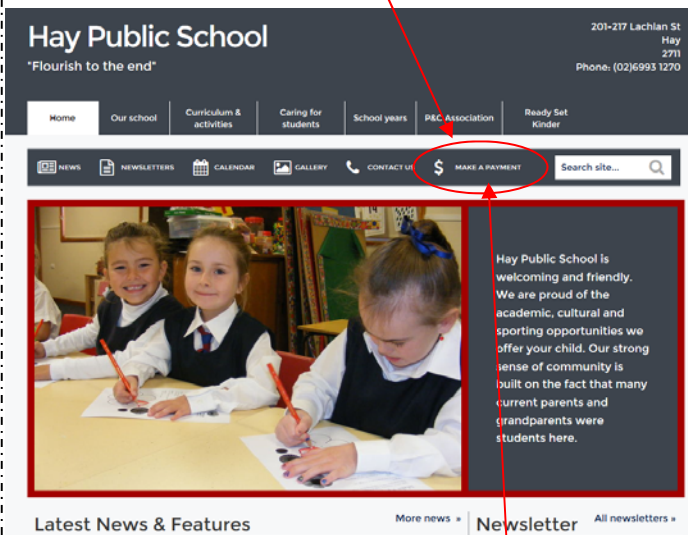 Hay Public School
"Flourish to the end"
201-217 Lachlan St
Hay
2711
Phone: (02)6993 1270
Home
Our school
Curriculum &
activities
Caring for
students
School years
P&C Association
Ready Set
Kinder
NEWS
NEWSLETTERS
CALENDAR
GALLERY
CONTACT US
$ MAKE A PAYMENT
Search site...
Hay Public School is
welcoming and friendly.
We are proud of the
academic, cultural and
sporting opportunities we
offer your child. Our strong
sense of community is
built on the fact that many
current parents and
grandparents were
students here.
Latest News & Features
More news »
Newsletter
All newsletters »